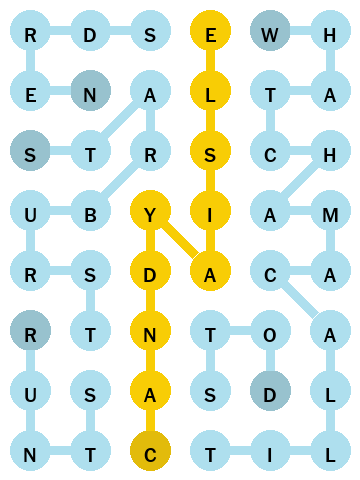 R D S E W H
E N A L T A
S T R S C H
U B Y I A M
R S D A C A
R T N T O A
U S A S D L
N T C T I L